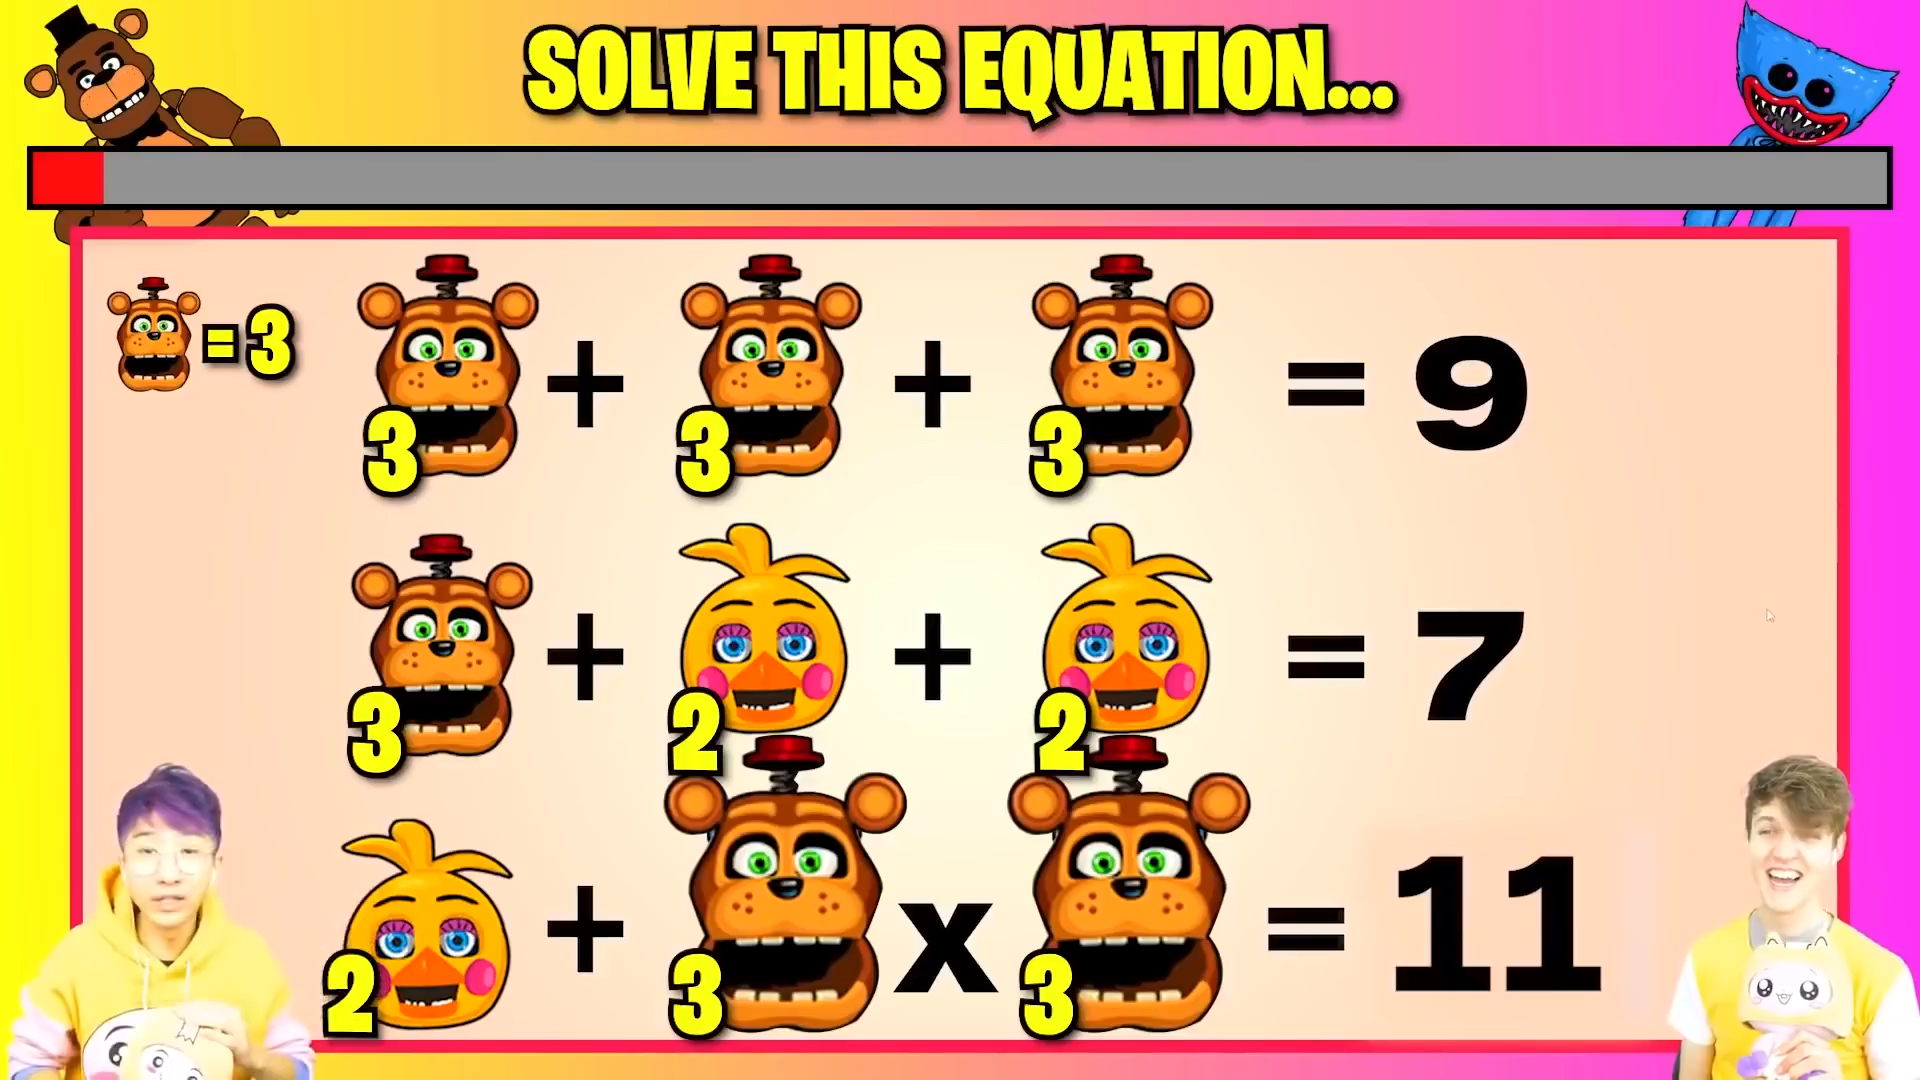 SOLVE THIS EQUATION...
=3
3 + 3 + 3 = 9
3 + 2 + 2 = 7
2 + 3 x 3 = 11